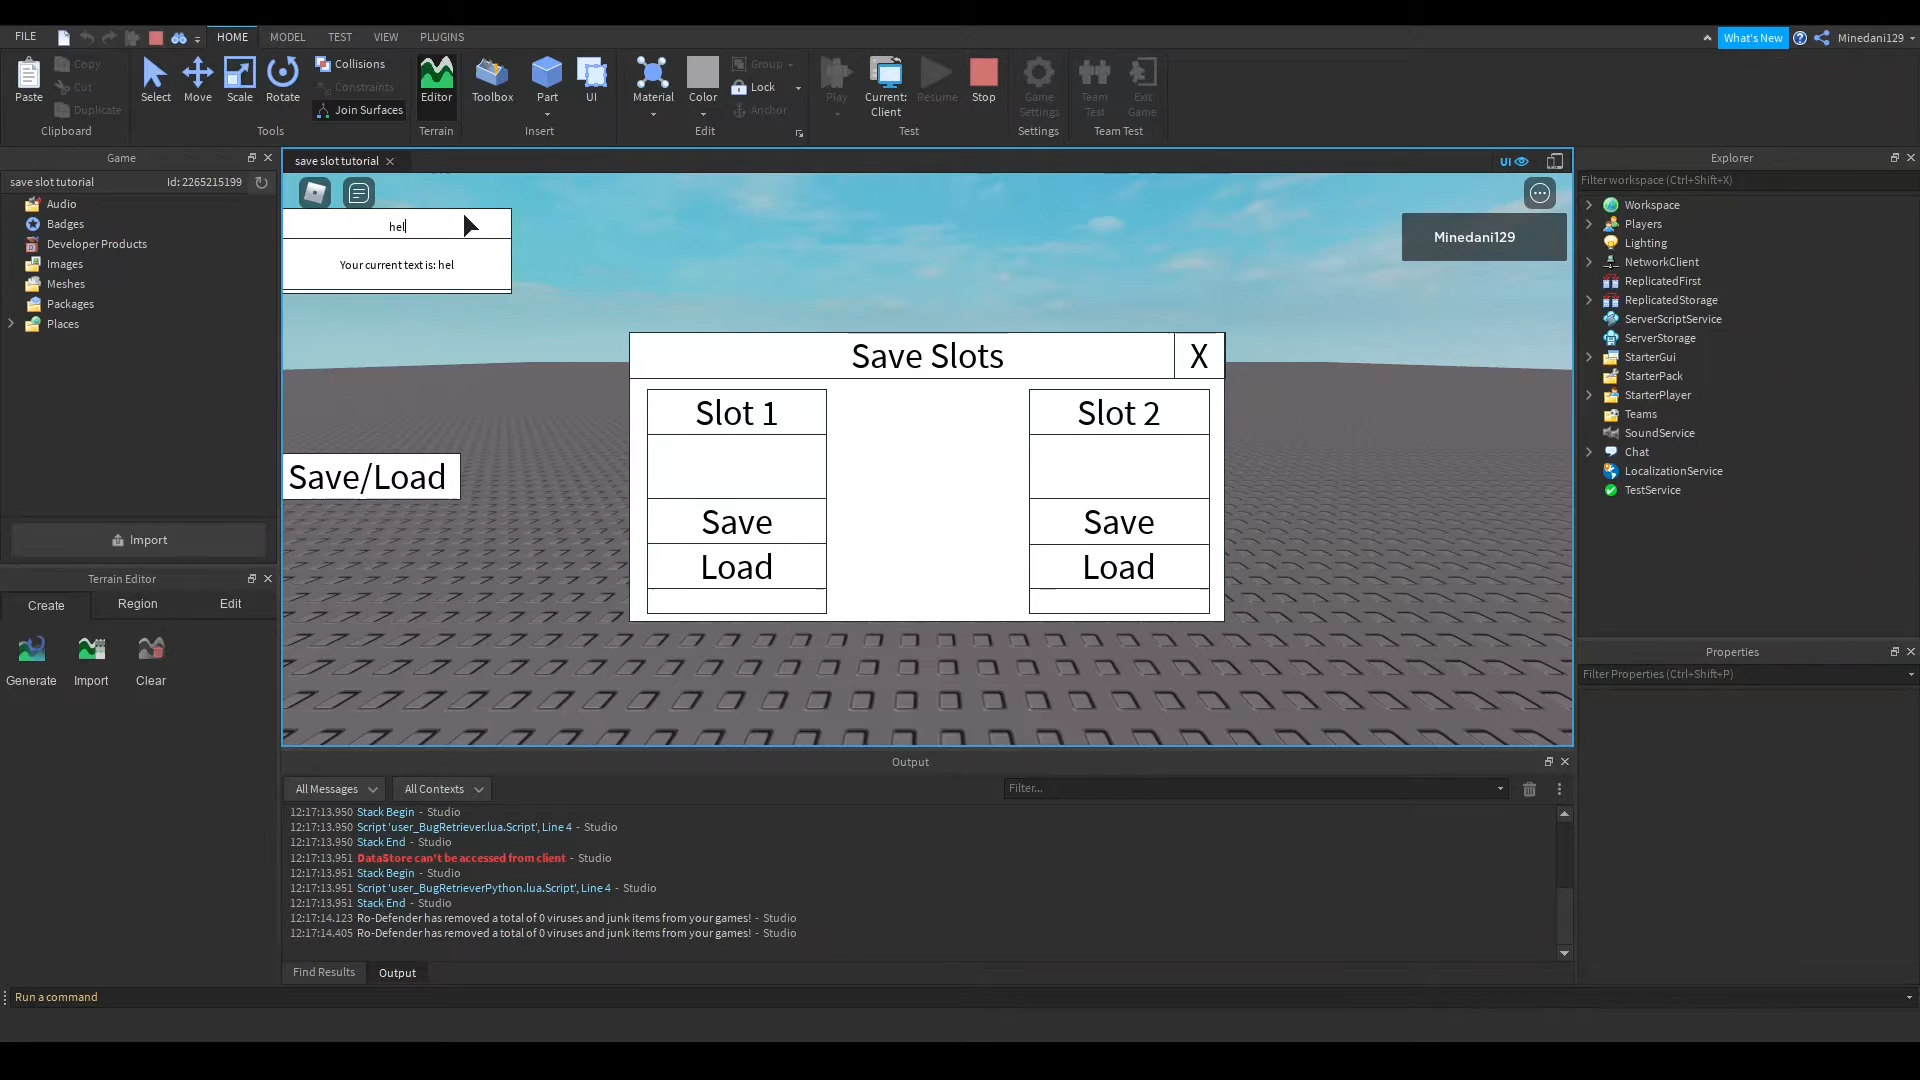 FILE HOME MODEL TEST VIEW PLUGINS What's New Minedani129
Copy Collisions Group
Cut Constraints Lock
Duplicate Join Surfaces Anchor
Paste Select Move Scale Rotate Editor Toolbox Part UI Material Color Play Current: Client Resume Stop Game Settings Team Test Exit Game
Clipboard Tools Terrain Insert Edit Test Settings Team Test
Game
save slot tutorial Id: 2265215199
Audio
Badges
Developer Products
Images
Meshes
Packages
Places
Import
Terrain Editor
Create Region Edit
Generate Import Clear
save slot tutorial UI
hel
Your current text is: hel
Minedani129
Save Slots X
Slot 1 Slot 2
Save/Load
Save Save
Load Load
Output
All Messages All Contexts Filter...
12:17:13.950 Stack Begin - Studio
12:17:13.950 Script 'user_BugRetriever.lua.Script', Line 4 - Studio
12:17:13.950 Stack End - Studio
12:17:13.951 DataStore can't be accessed from client - Studio
12:17:13.951 Stack Begin - Studio
12:17:13.951 Script 'user_BugRetrieverPython.lua.Script', Line 4 - Studio
12:17:13.951 Stack End - Studio
12:17:14.123 Ro-Defender has removed a total of 0 viruses and junk items from your games! - Studio
12:17:14.405 Ro-Defender has removed a total of 0 viruses and junk items from your games! - Studio
Find Results Output
Run a command
Explorer
Filter workspace (Ctrl+Shift+X)
Workspace
Players
Lighting
NetworkClient
ReplicatedFirst
ReplicatedStorage
ServerScriptService
ServerStorage
StarterGui
StarterPack
StarterPlayer
Teams
SoundService
Chat
LocalizationService
TestService
Properties
Filter Properties (Ctrl+Shift+P)